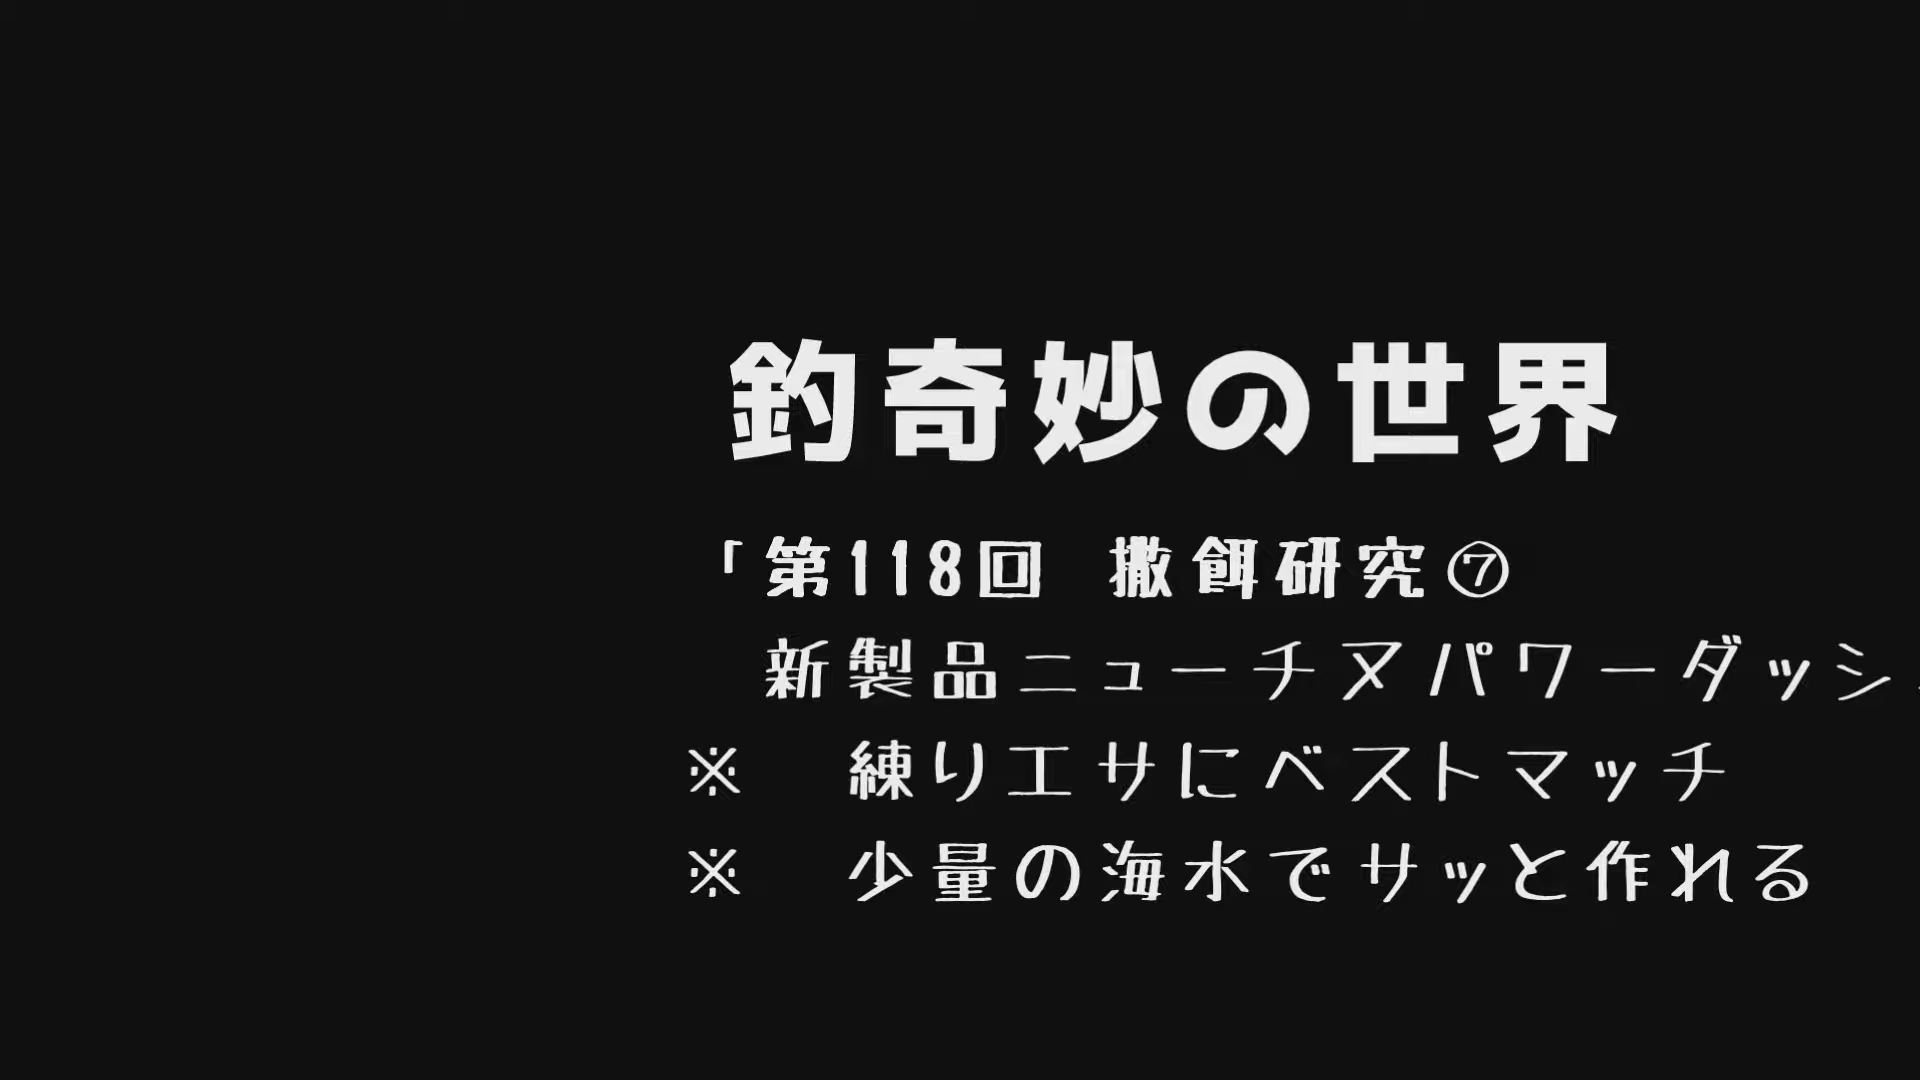 釣奇妙の世界
「第118回 撒餌研究⑦
新製品ニューチヌパワーダッシ
※ 練りエサにベストマッチ
※ 少量の海水でサッと作れる